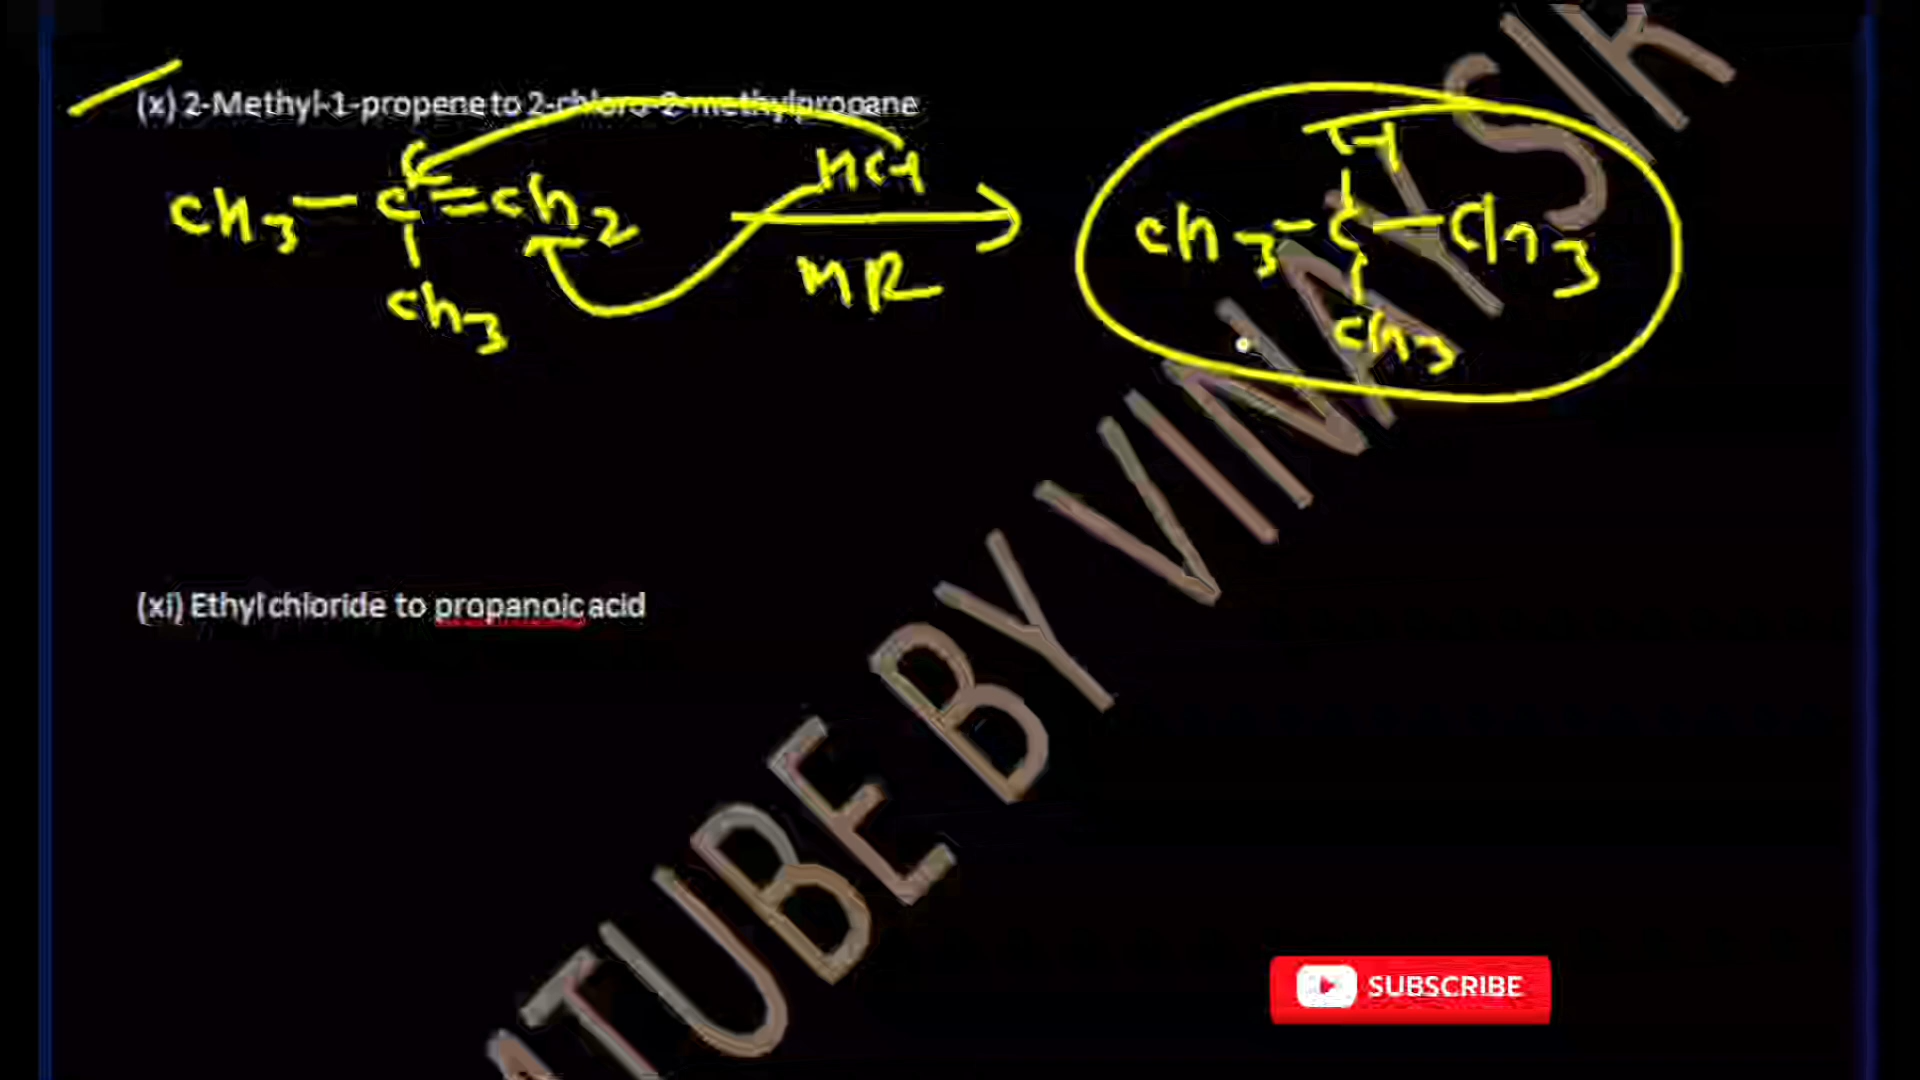 (x) 2-Methyl-1-propene to 2-chloro-2-methylpropane
CH3 - C = CH2
CH3
HCl
MR
Cl
CH3 - C - CH3
CH3
(xi) Ethyl chloride to propanoic acid
TUBE BY VINAY SIR
SUBSCRIBE